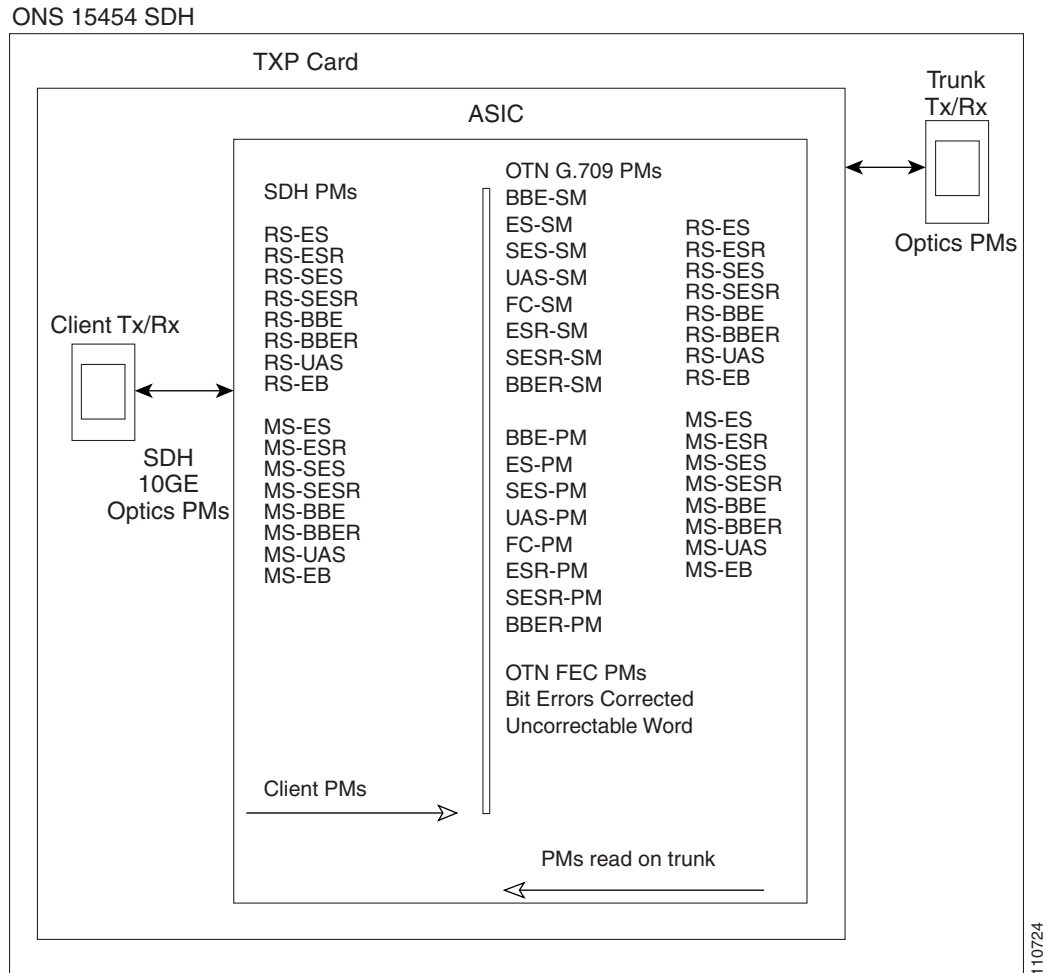 ONS 15454 SDH
TXP Card
ASIC
Trunk
Tx/Rx
Optics PMs
Client Tx/Rx
SDH
10GE
Optics PMs
SDH PMs
RS-ES
RS-ESR
RS-SES
RS-SESR
RS-BBE
RS-BBER
RS-UAS
RS-EB
MS-ES
MS-ESR
MS-SES
MS-SESR
MS-BBE
MS-BBER
MS-UAS
MS-EB
OTN G.709 PMs
BBE-SM
ES-SM
SES-SM
UAS-SM
FC-SM
ESR-SM
SESR-SM
BBER-SM
BBE-PM
ES-PM
SES-PM
UAS-PM
FC-PM
ESR-PM
SESR-PM
BBER-PM
OTN FEC PMs
Bit Errors Corrected
Uncorrectable Word
RS-ES
RS-ESR
RS-SES
RS-SESR
RS-BBE
RS-BBER
RS-UAS
RS-EB
MS-ES
MS-ESR
MS-SES
MS-SESR
MS-BBE
MS-BBER
MS-UAS
MS-EB
Client PMs
PMs read on trunk
110724